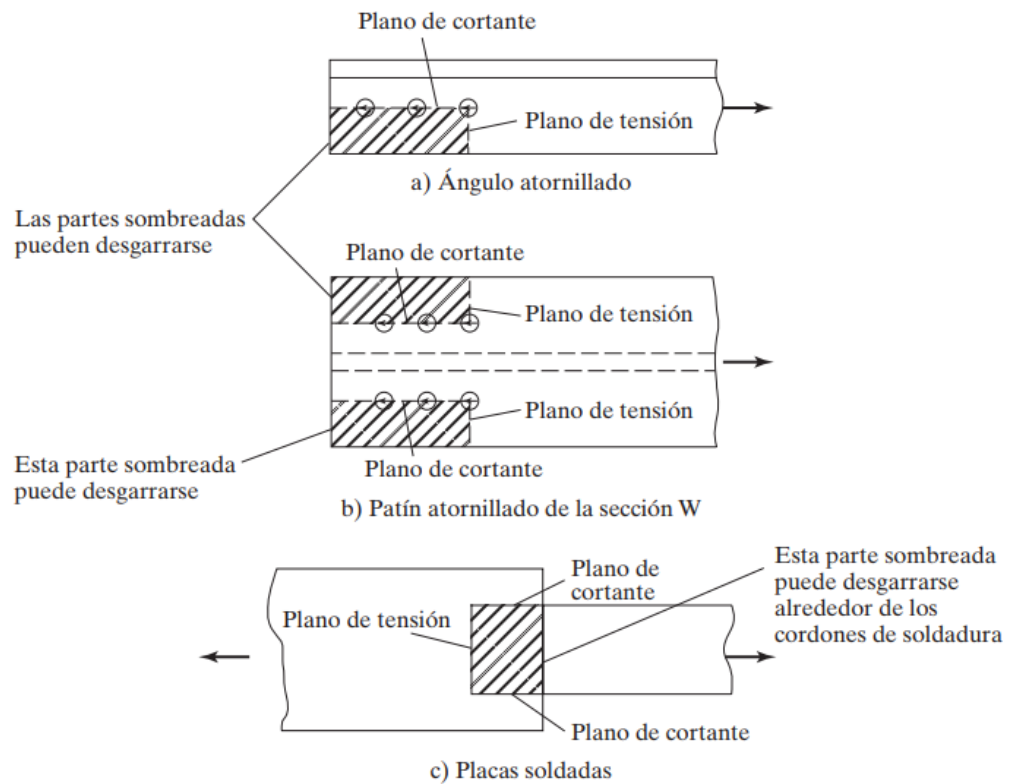 Plano de cortante
Plano de tensión
a) Ángulo atornillado
Las partes sombreadas
pueden desgarrarse
Plano de cortante
Plano de tensión
Plano de tensión
Esta parte sombreada
puede desgarrarse
Plano de cortante
b) Patín atornillado de la sección W
Plano de
cortante
Esta parte sombreada
puede desgarrarse
alrededor de los
cordones de soldadura
Plano de tensión
Plano de cortante
c) Placas soldadas